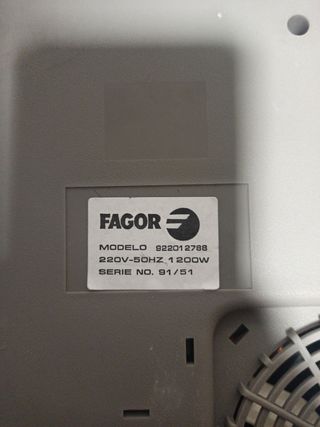 FAGOR
MODELO 922012788
220V-50HZ 1200W
SERIE NO. 91/51